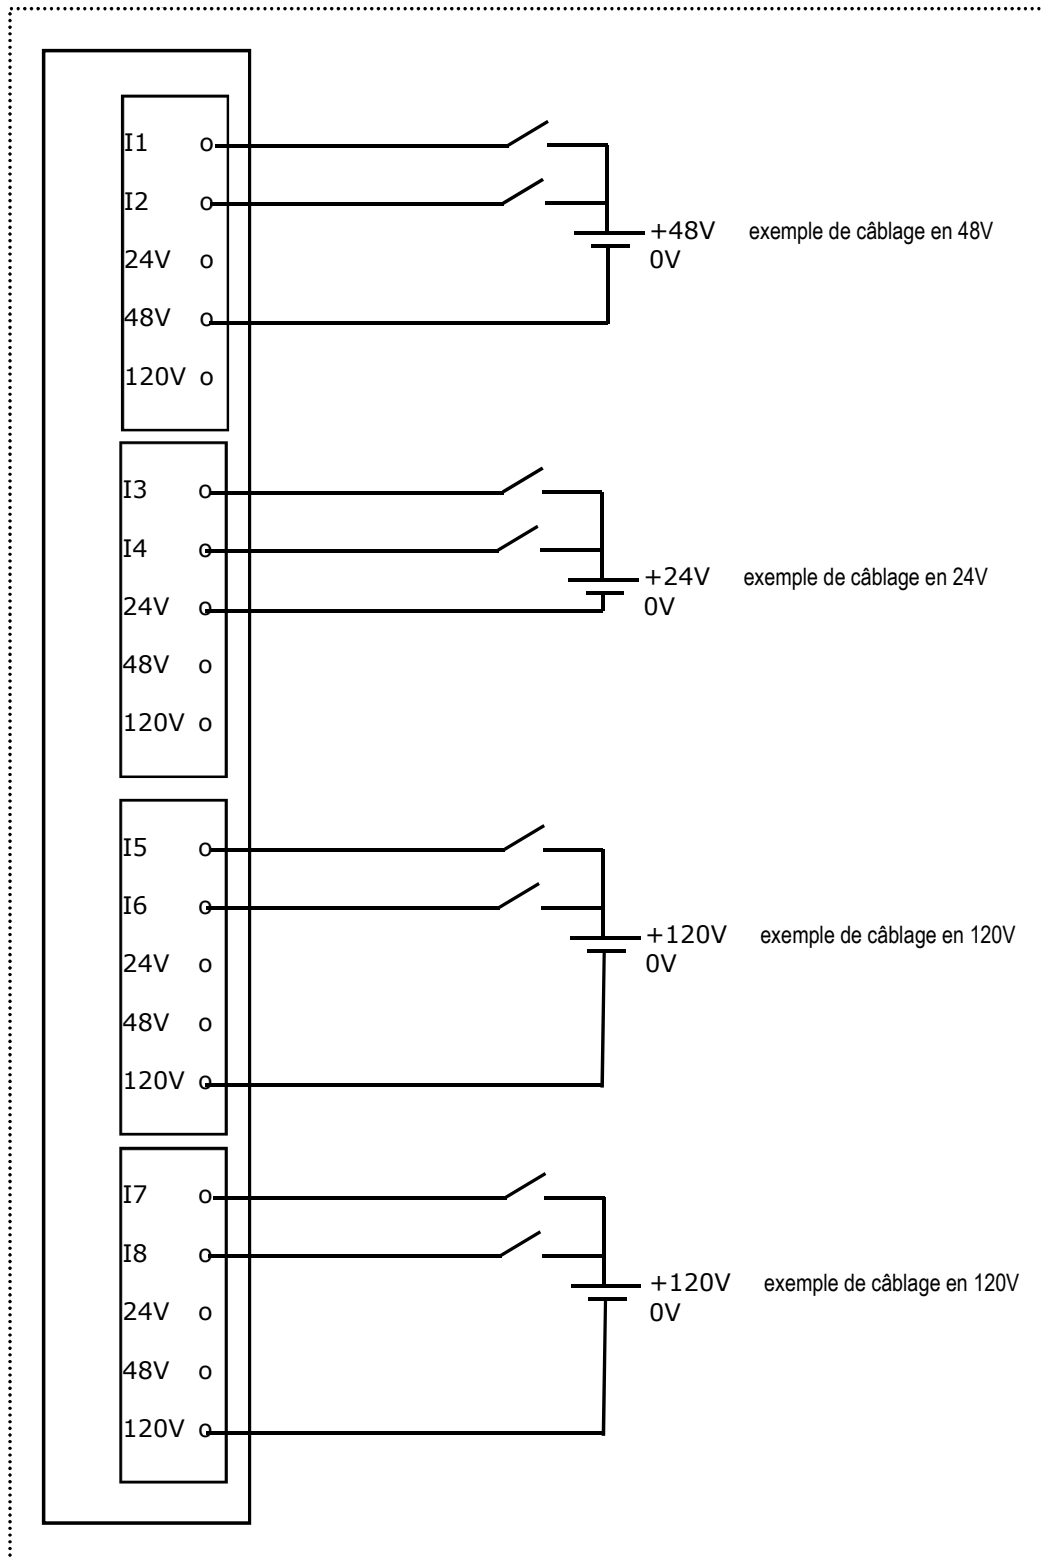 I1 o
I2 o
+48V exemple de câblage en 48V
24V o
0V
48V o
120V o
I3 o
I4 o
+24V exemple de câblage en 24V
24V o
0V
48V o
120V o
I5 o
I6 o
+120V exemple de câblage en 120V
24V o
0V
48V o
120V o
I7 o
I8 o
+120V exemple de câblage en 120V
24V o
0V
48V o
120V o